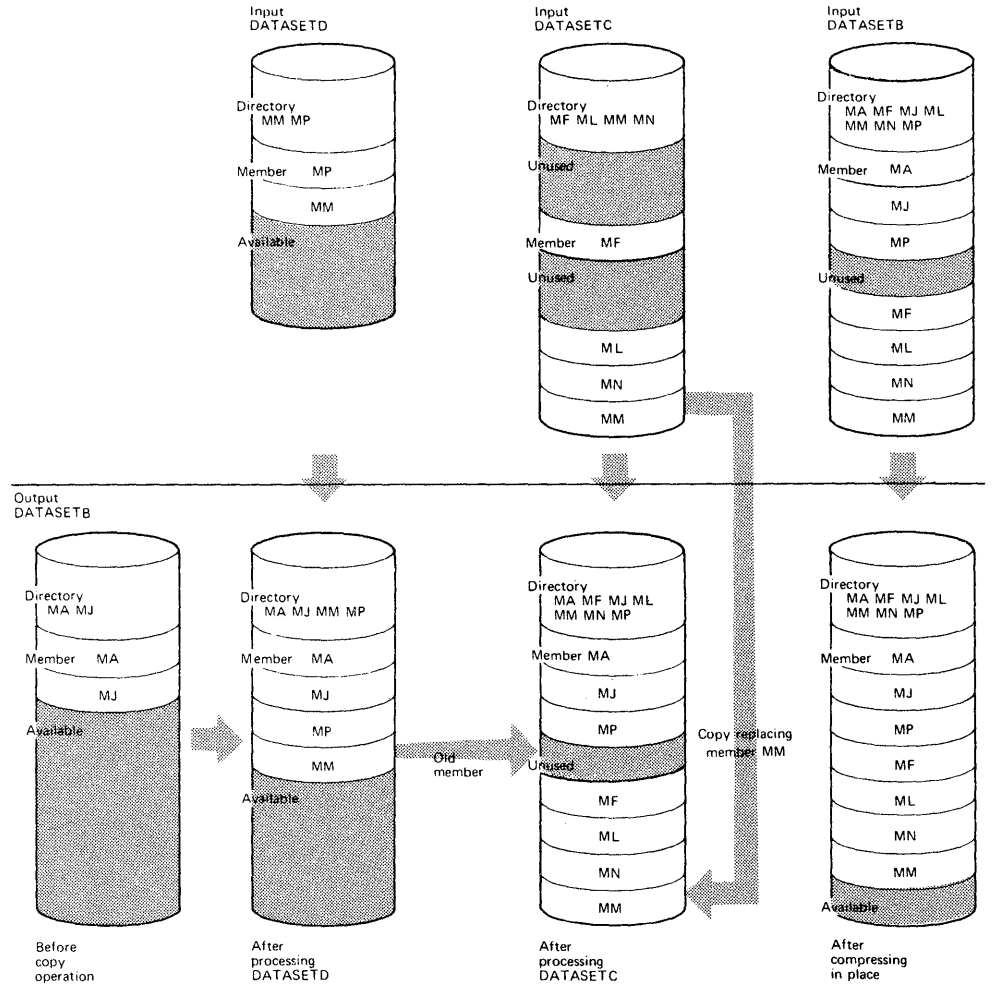 Input
DATASETD
Directory
MM MP
Member MP
MM
Available
Input
DATASETC
Directory
MF ML MM MN
Unused
Member MF
Unused
ML
MN
MM
Input
DATASETB
Directory
MA MF MJ ML
MM MN MP
Member MA
MJ
MP
Unused
MF
ML
MN
MM
Output
DATASETB
Directory
MA MJ
Member MA
MJ
Available
Before
copy
operation
Directory
MA MJ MM MP
Member MA
MJ
MP
MM
Available
After
processing
DATASETD
Old
member
Directory
MA MF MJ ML
MM MN MP
Member MA
MJ
MP
Unused
MF
ML
MN
MM
After
processing
DATASETC
Copy replacing
member MM
Directory
MA MF MJ ML
MM MN MP
Member MA
MJ
MP
MF
ML
MN
MM
Available
After
compressing
in place